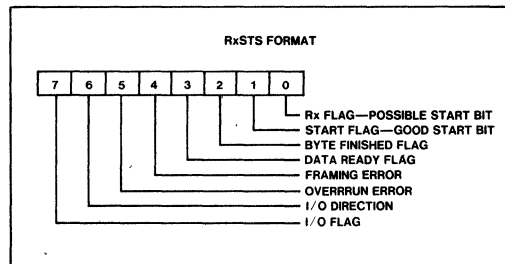 RxSTS FORMAT
7 6 5 4 3 2 1 0
Rx FLAG—POSSIBLE START BIT
START FLAG—GOOD START BIT
BYTE FINISHED FLAG
DATA READY FLAG
FRAMING ERROR
OVERRRUN ERROR
I/O DIRECTION
I/O FLAG